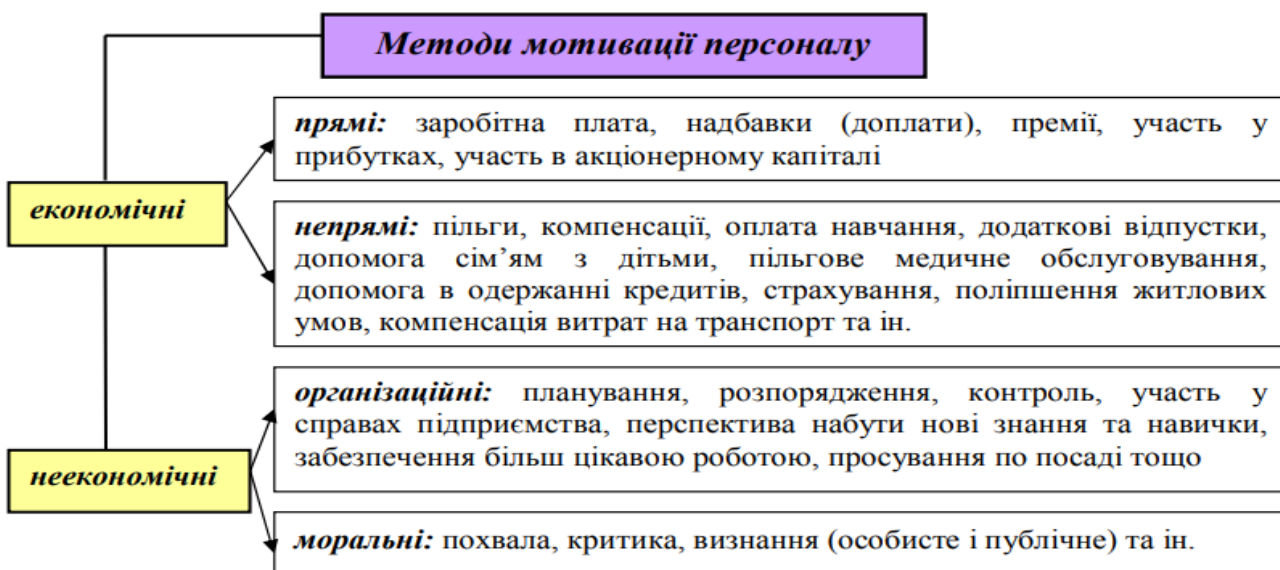 Методи мотивації персоналу
прямі: заробітна плата, надбавки (доплати), премії, участь у
прибутках, участь в акціонерному капіталі
економічні
непрямі: пільги, компенсації, оплата навчання, додаткові відпустки,
допомога сім’ям з дітьми, пільгове медичне обслуговування,
допомога в одержанні кредитів, страхування, поліпшення житлових
умов, компенсація витрат на транспорт та ін.
організаційні: планування, розпорядження, контроль, участь у
справах підприємства, перспектива набути нові знання та навички,
забезпечення більш цікавою роботою, просування по посаді тощо
неекономічні
моральні: похвала, критика, визнання (особисте і публічне) та ін.